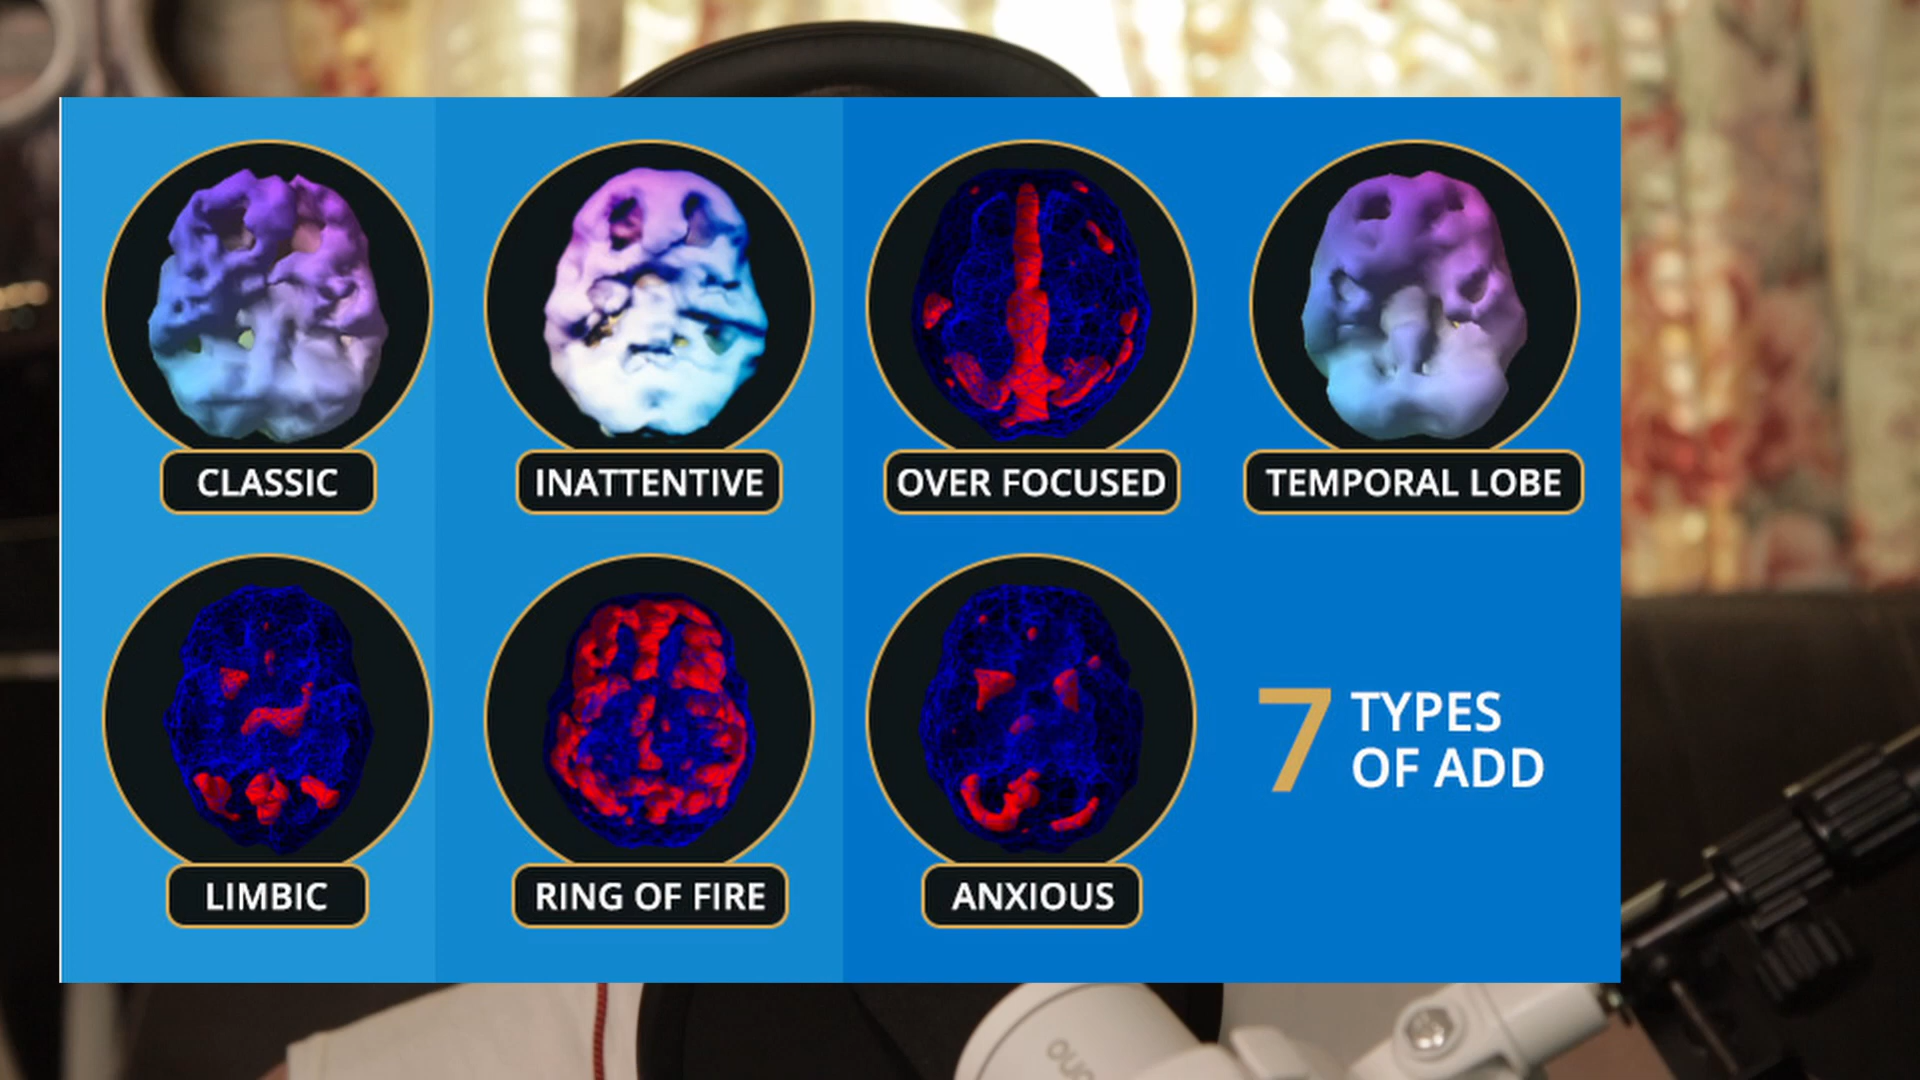 CLASSIC
INATTENTIVE
OVER FOCUSED
TEMPORAL LOBE
LIMBIC
RING OF FIRE
ANXIOUS
7 TYPES
OF ADD